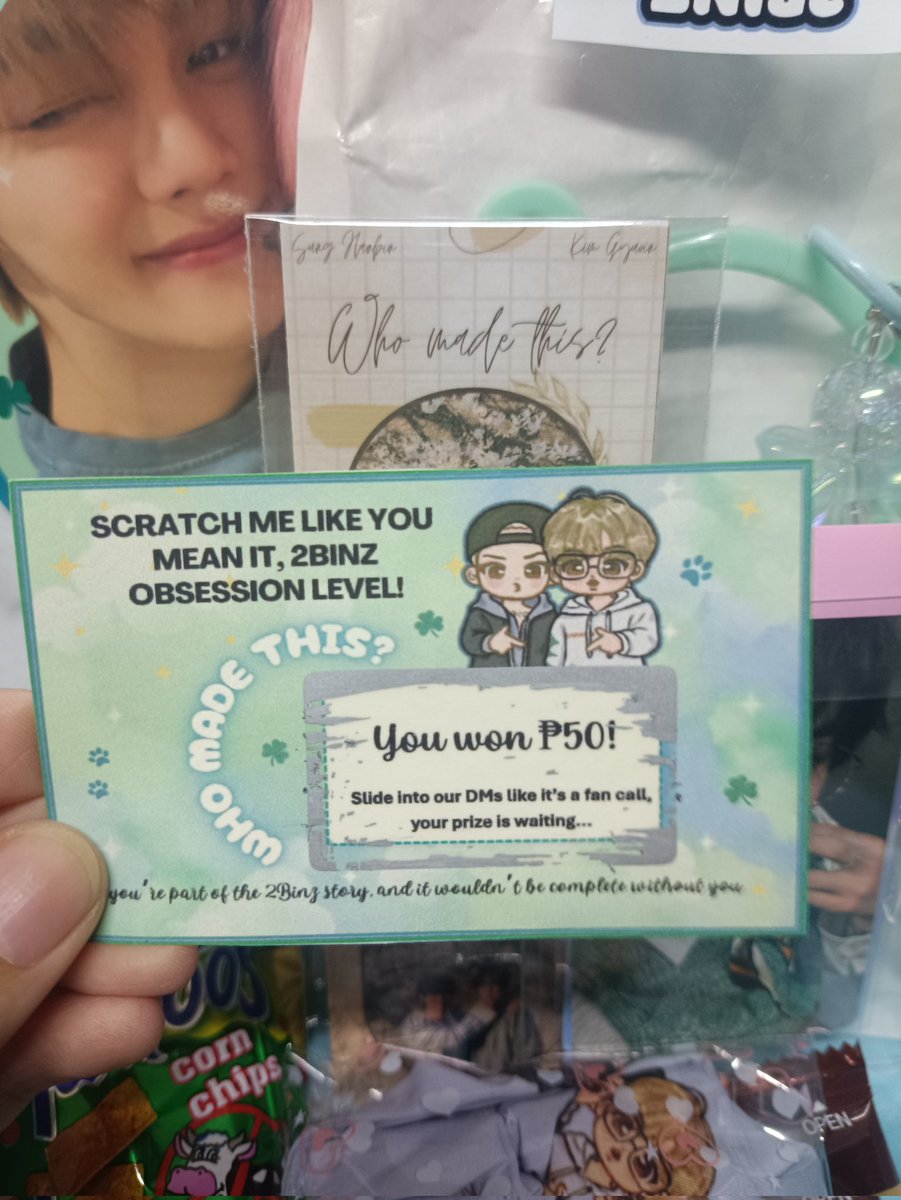 Sung Hanbin
Kim Gyuvin
Who made this?
SCRATCH ME LIKE YOU
MEAN IT, 2BINZ
OBSESSION LEVEL!
WHO MADE THIS?
You won ₱50!
Slide into our DMs like it's a fan call,
your prize is waiting...
you're part of the 2Binz story, and it wouldn't be complete without you
corn
chips
OPEN